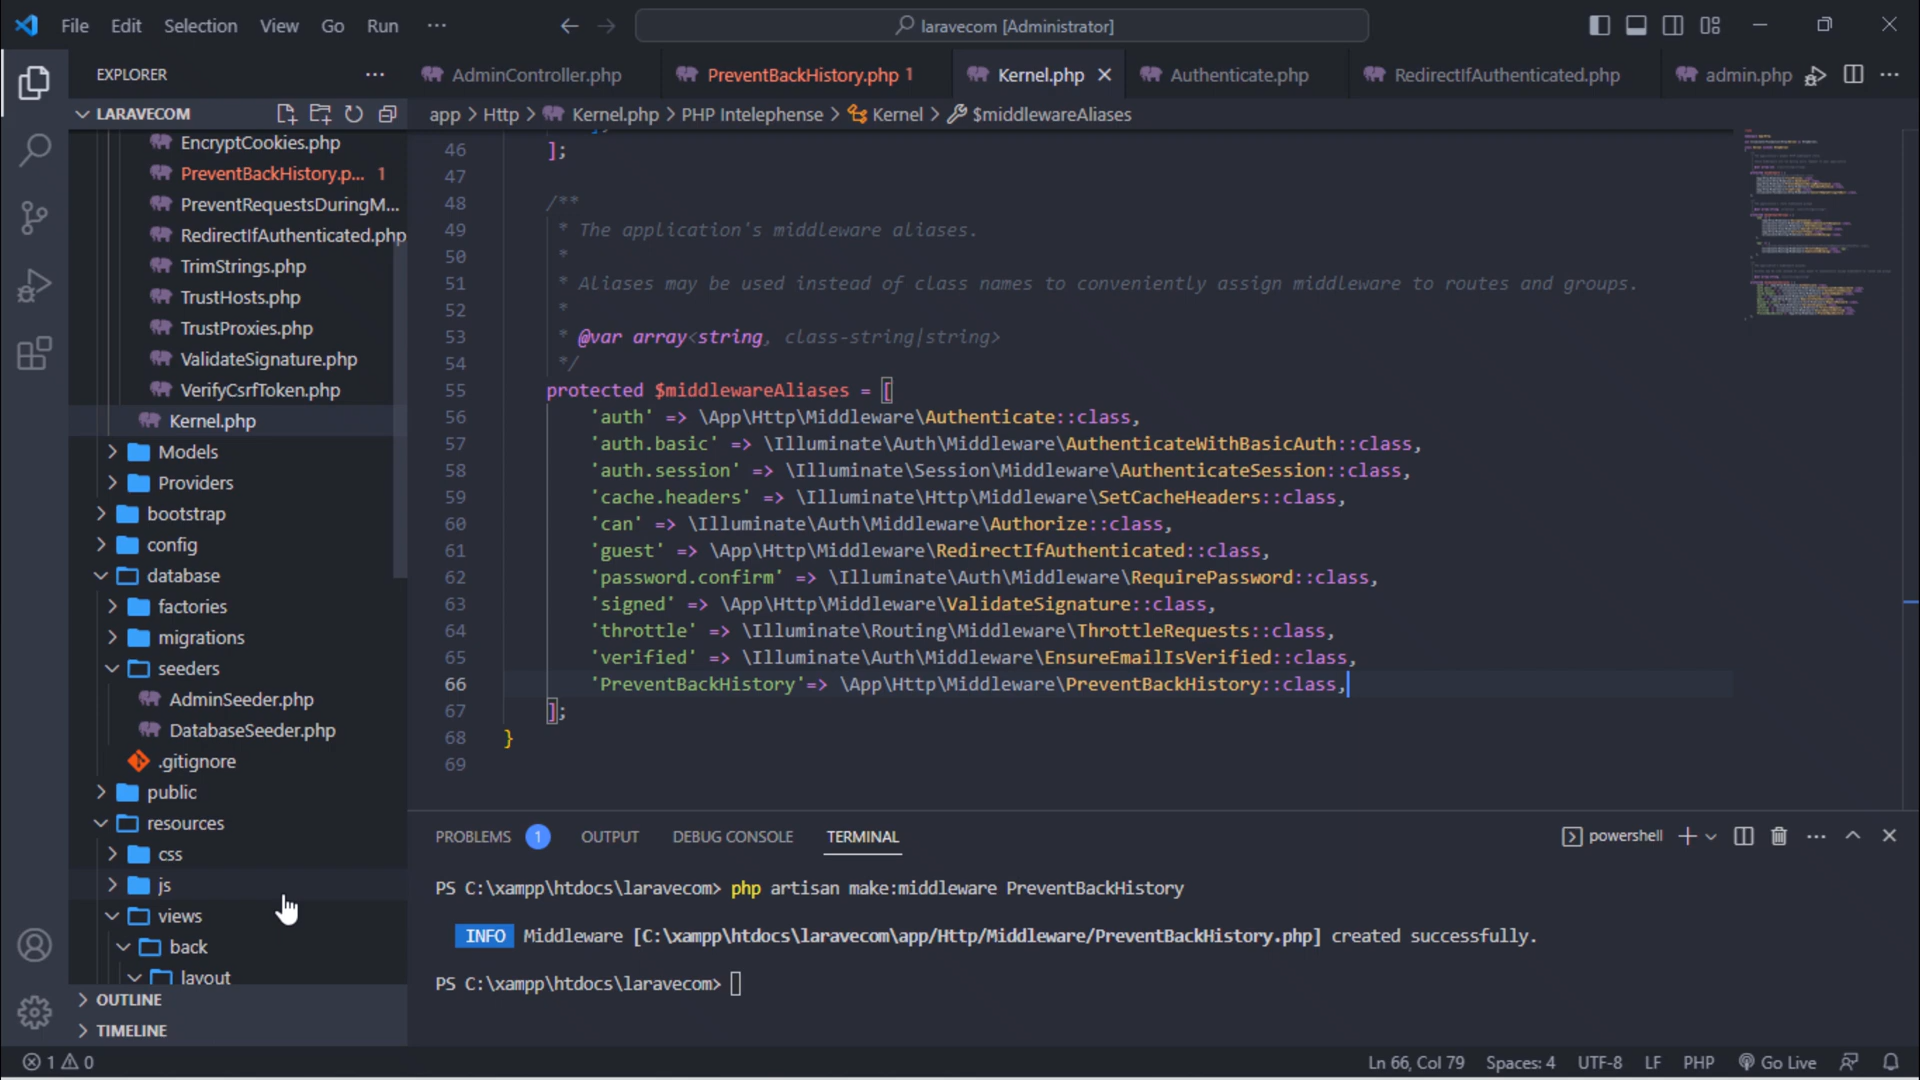 File Edit Selection View Go Run ···
laravecom [Administrator]
EXPLORER ···
AdminController.php PreventBackHistory.php 1 Kernel.php Authenticate.php RedirectIfAuthenticated.php admin.php ···
LARAVECOM
app > Http > Kernel.php > PHP Intelephense > Kernel > $middlewareAliases
EncryptCookies.php
PreventBackHistory.p... 1
PreventRequestsDuringM...
RedirectIfAuthenticated.php
TrimStrings.php
TrustHosts.php
TrustProxies.php
ValidateSignature.php
VerifyCsrfToken.php
Kernel.php
Models
Providers
bootstrap
config
database
factories
migrations
seeders
AdminSeeder.php
DatabaseSeeder.php
.gitignore
public
resources
css
js
views
back
layout
OUTLINE
TIMELINE
46 ];
47
48 /**
49 * The application's middleware aliases.
50 *
51 * Aliases may be used instead of class names to conveniently assign middleware to routes and groups.
52 *
53 * @var array<string, class-string|string>
54 */
55 protected $middlewareAliases = [
56 'auth' => \App\Http\Middleware\Authenticate::class,
57 'auth.basic' => \Illuminate\Auth\Middleware\AuthenticateWithBasicAuth::class,
58 'auth.session' => \Illuminate\Session\Middleware\AuthenticateSession::class,
59 'cache.headers' => \Illuminate\Http\Middleware\SetCacheHeaders::class,
60 'can' => \Illuminate\Auth\Middleware\Authorize::class,
61 'guest' => \App\Http\Middleware\RedirectIfAuthenticated::class,
62 'password.confirm' => \Illuminate\Auth\Middleware\RequirePassword::class,
63 'signed' => \App\Http\Middleware\ValidateSignature::class,
64 'throttle' => \Illuminate\Routing\Middleware\ThrottleRequests::class,
65 'verified' => \Illuminate\Auth\Middleware\EnsureEmailIsVerified::class,
66 'PreventBackHistory'=> \App\Http\Middleware\PreventBackHistory::class,
67 ];
68 }
69
PROBLEMS 1 OUTPUT DEBUG CONSOLE TERMINAL powershell ···
PS C:\xampp\htdocs\laravecom> php artisan make:middleware PreventBackHistory
INFO Middleware [C:\xampp\htdocs\laravecom\app/Http/Middleware/PreventBackHistory.php] created successfully.
PS C:\xampp\htdocs\laravecom>
1 0 Ln 66, Col 79 Spaces: 4 UTF-8 LF PHP Go Live